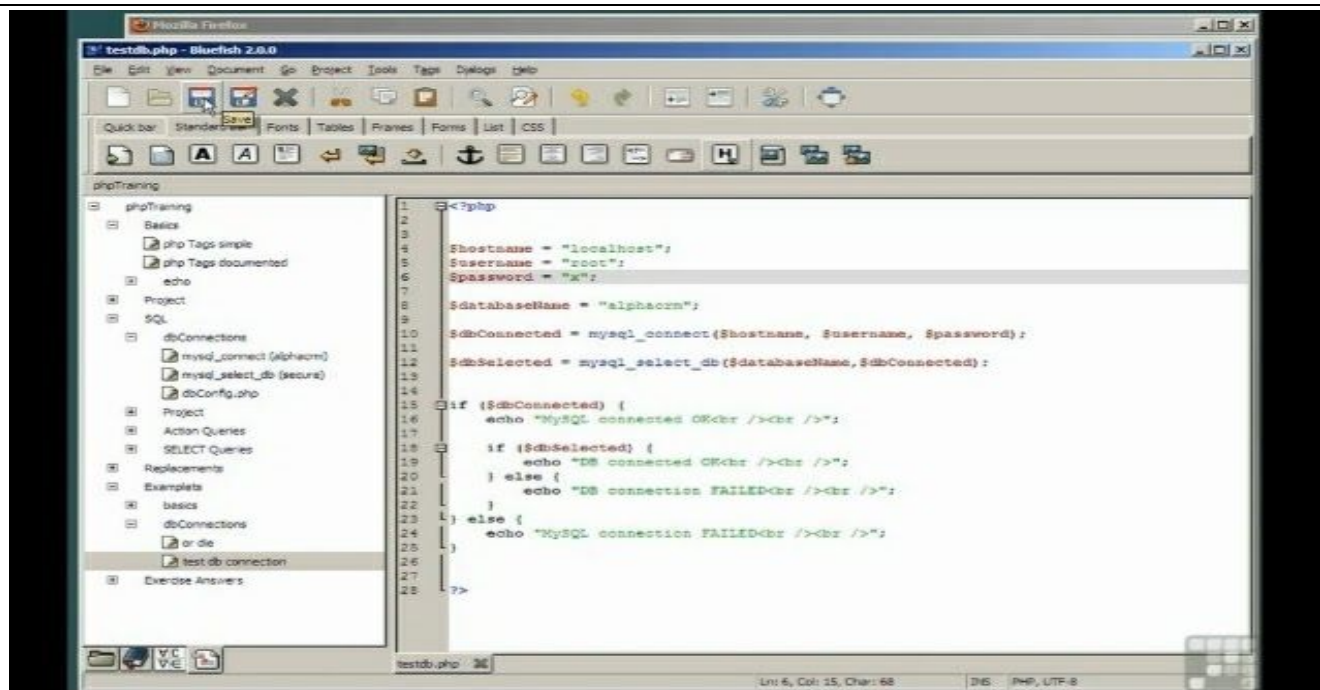 Mozilla Firefox
testdb.php - Bluefish 2.0.0
File Edit View Document Go Project Tools Tags Dialogs Help
Save
Quick bar Standard bar Fonts Tables Frames Forms List CSS
phpTraining
phpTraining
Basics
php Tags simple
php Tags documented
echo
Project
SQL
dbConnections
mysql_connect (alphacrm)
mysql_select_db (secure)
dbConfig.php
Project
Action Queries
SELECT Queries
Replacements
Examplets
basics
dbConnections
or die
test db connection
Exercise Answers
1 <?php
2
3
4 $hostname = "localhost";
5 $username = "root";
6 $password = "x";
7
8 $databaseName = "alphacrm";
9
10 $dbConnected = mysql_connect($hostname, $username, $password);
11
12 $dbSelected = mysql_select_db($databaseName,$dbConnected);
13
14
15 if ($dbConnected) {
16 echo "MySQL connected OK<br /><br />";
17
18 if ($dbSelected) {
19 echo "DB connected OK<br /><br />";
20 } else {
21 echo "DB connection FAILED<br /><br />";
22 }
23 } else {
24 echo "MySQL connection FAILED<br /><br />";
25 }
26
27
28 ?>
testdb.php
Ln: 6, Col: 15, Char: 68 INS PHP, UTF-8